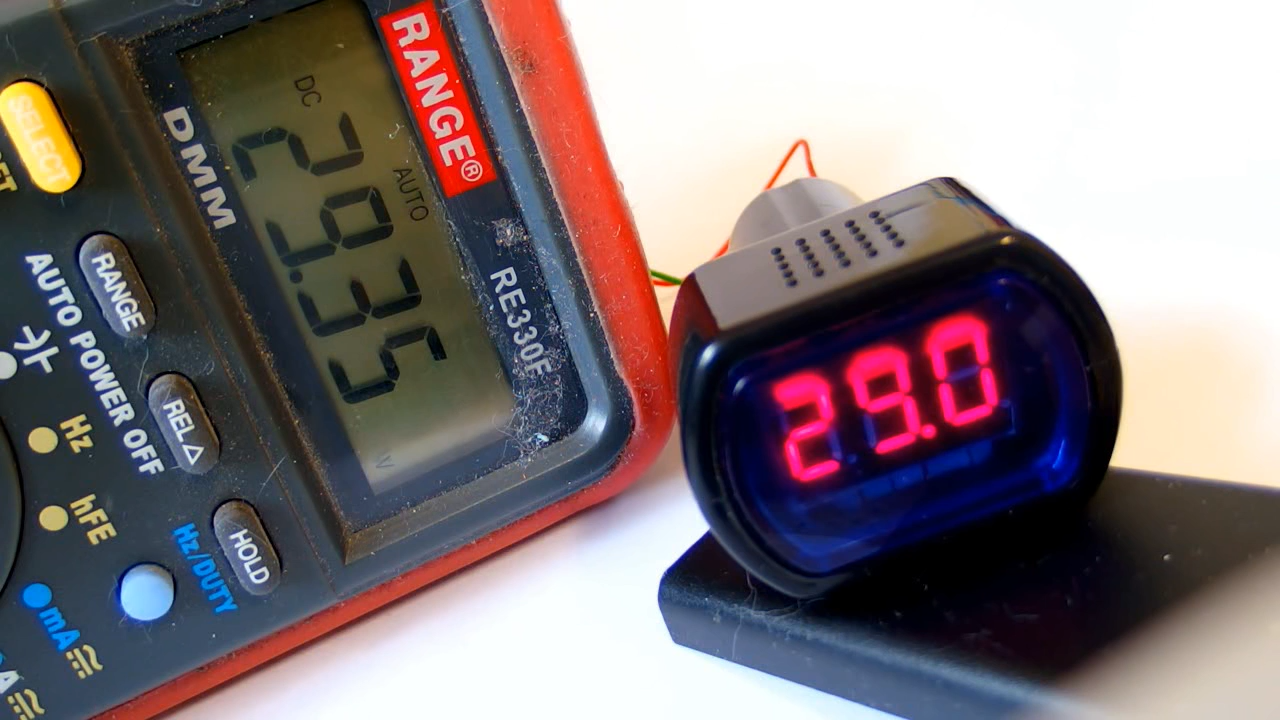 RANGE®
DMM
RE330F
DC
AUTO
29.35
V
SELECT
RANGE
AUTO POWER OFF
REL△
HOLD
Hz
hFE
Hz/DUTY
mA
A
29.0